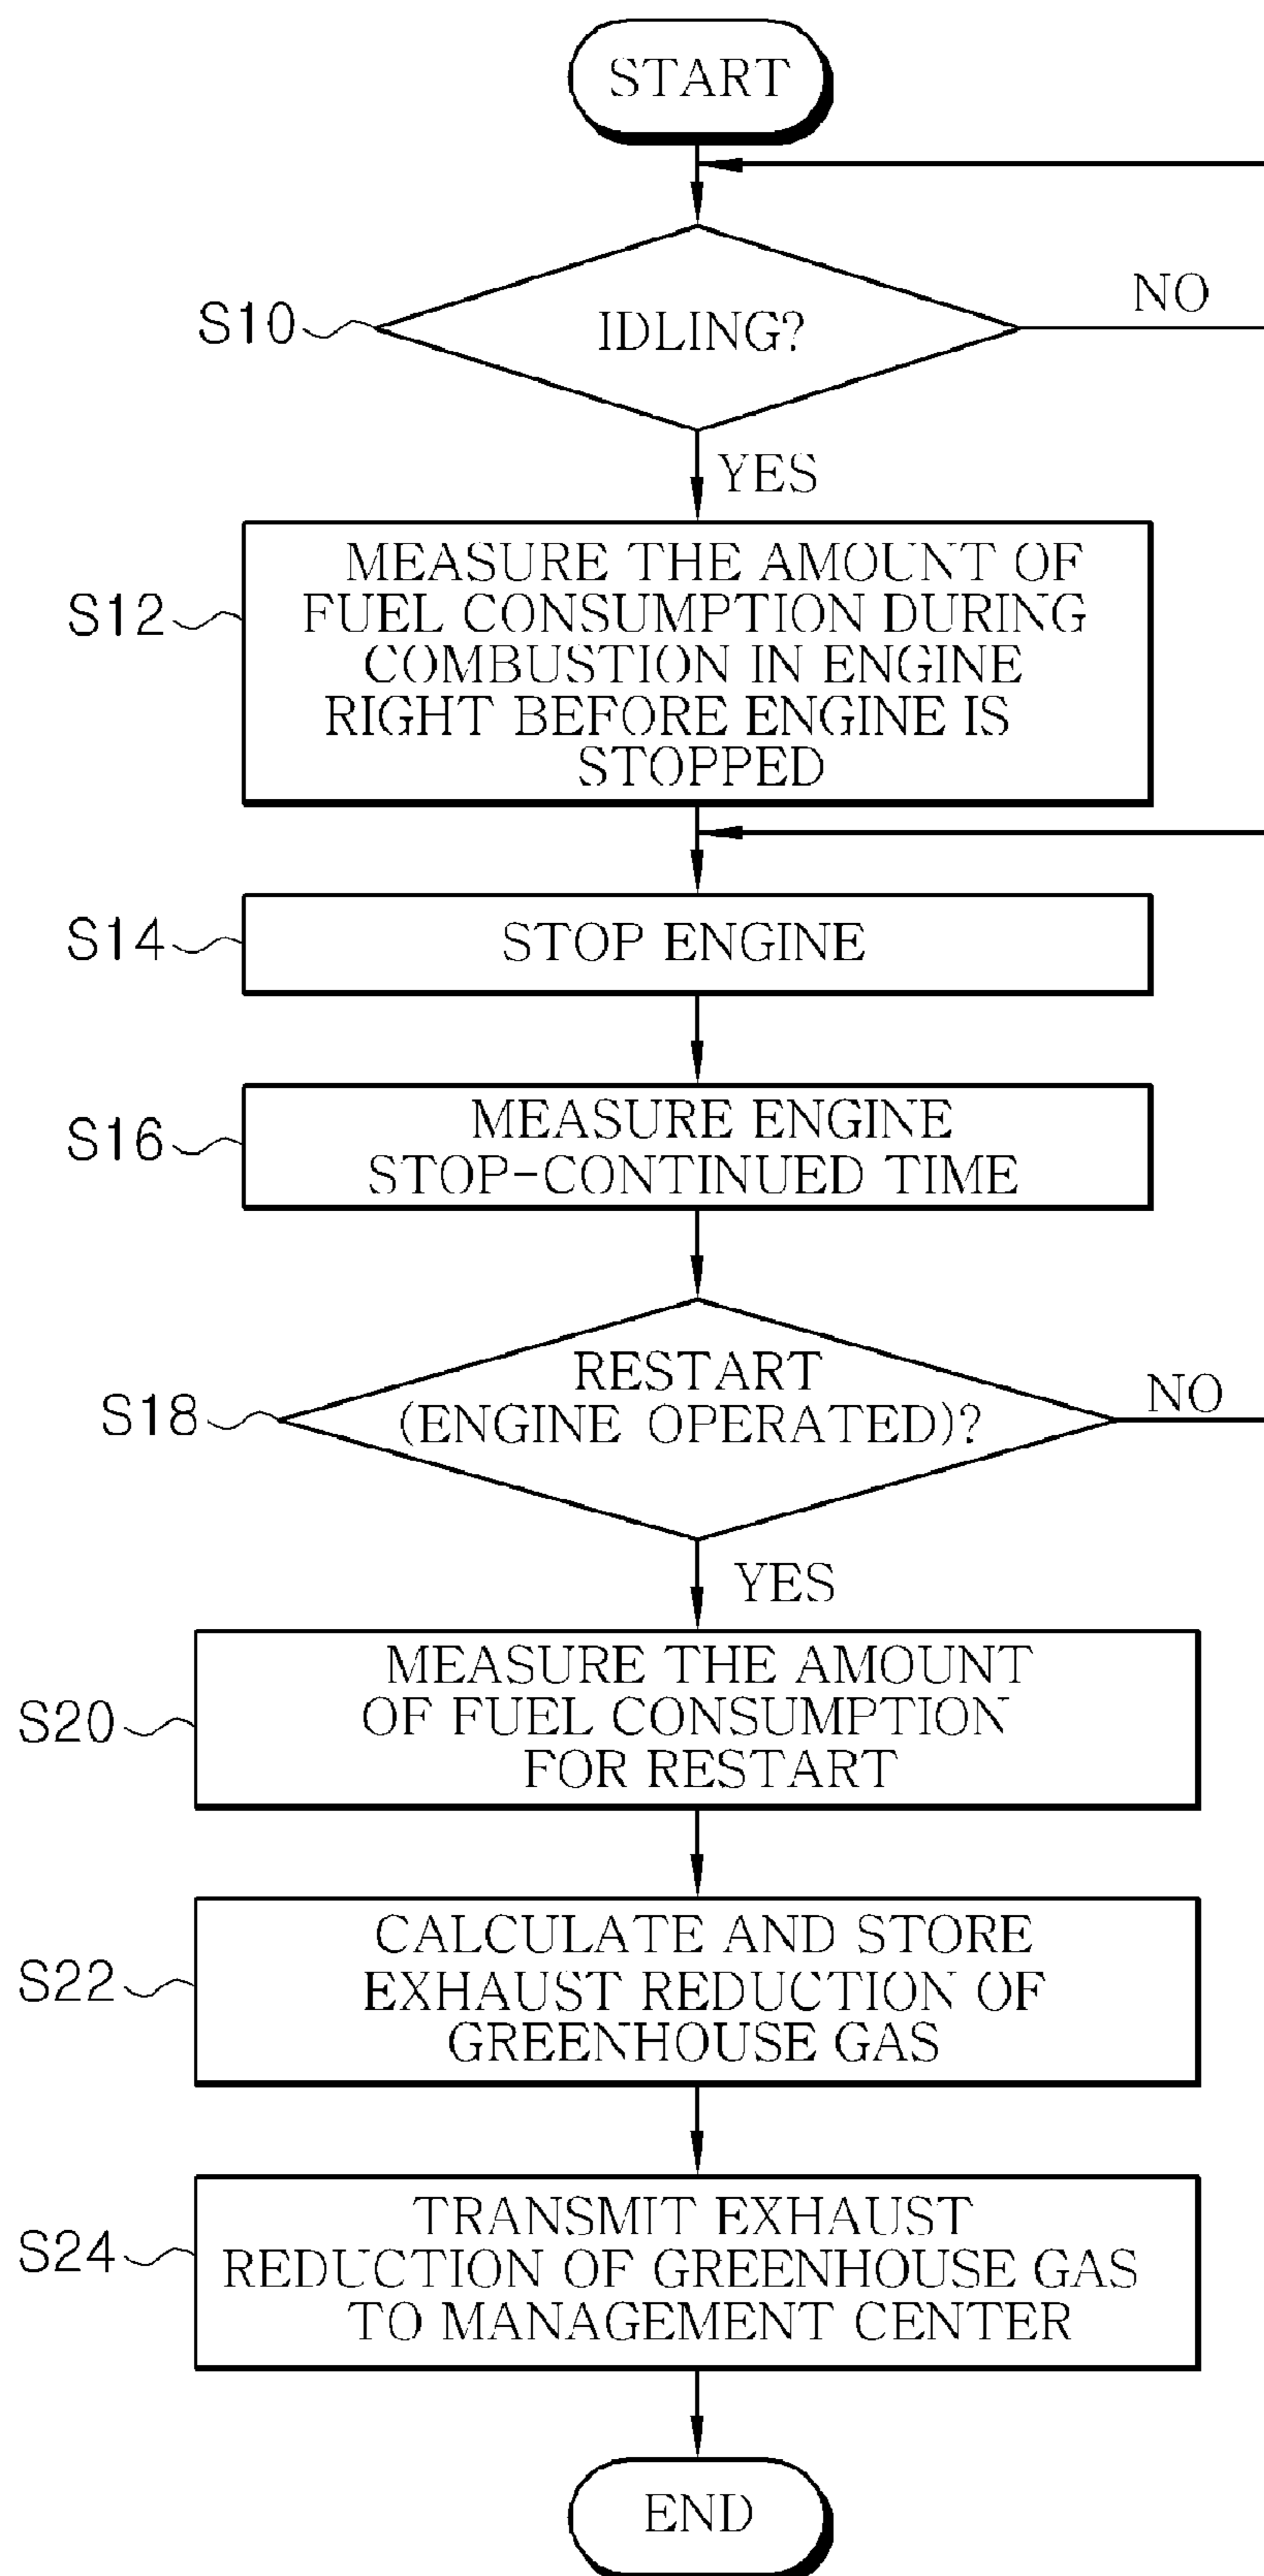 START
NO
S10
IDLING?
YES
S12
MEASURE THE AMOUNT OF
FUEL CONSUMPTION DURING
COMBUSTION IN ENGINE
RIGHT BEFORE ENGINE IS
STOPPED
S14
STOP ENGINE
S16
MEASURE ENGINE
STOP-CONTINUED TIME
S18
RESTART
(ENGINE OPERATED)?
NO
YES
S20
MEASURE THE AMOUNT
OF FUEL CONSUMPTION
FOR RESTART
S22
CALCULATE AND STORE
EXHAUST REDUCTION OF
GREENHOUSE GAS
S24
TRANSMIT EXHAUST
REDUCTION OF GREENHOUSE GAS
TO MANAGEMENT CENTER
END